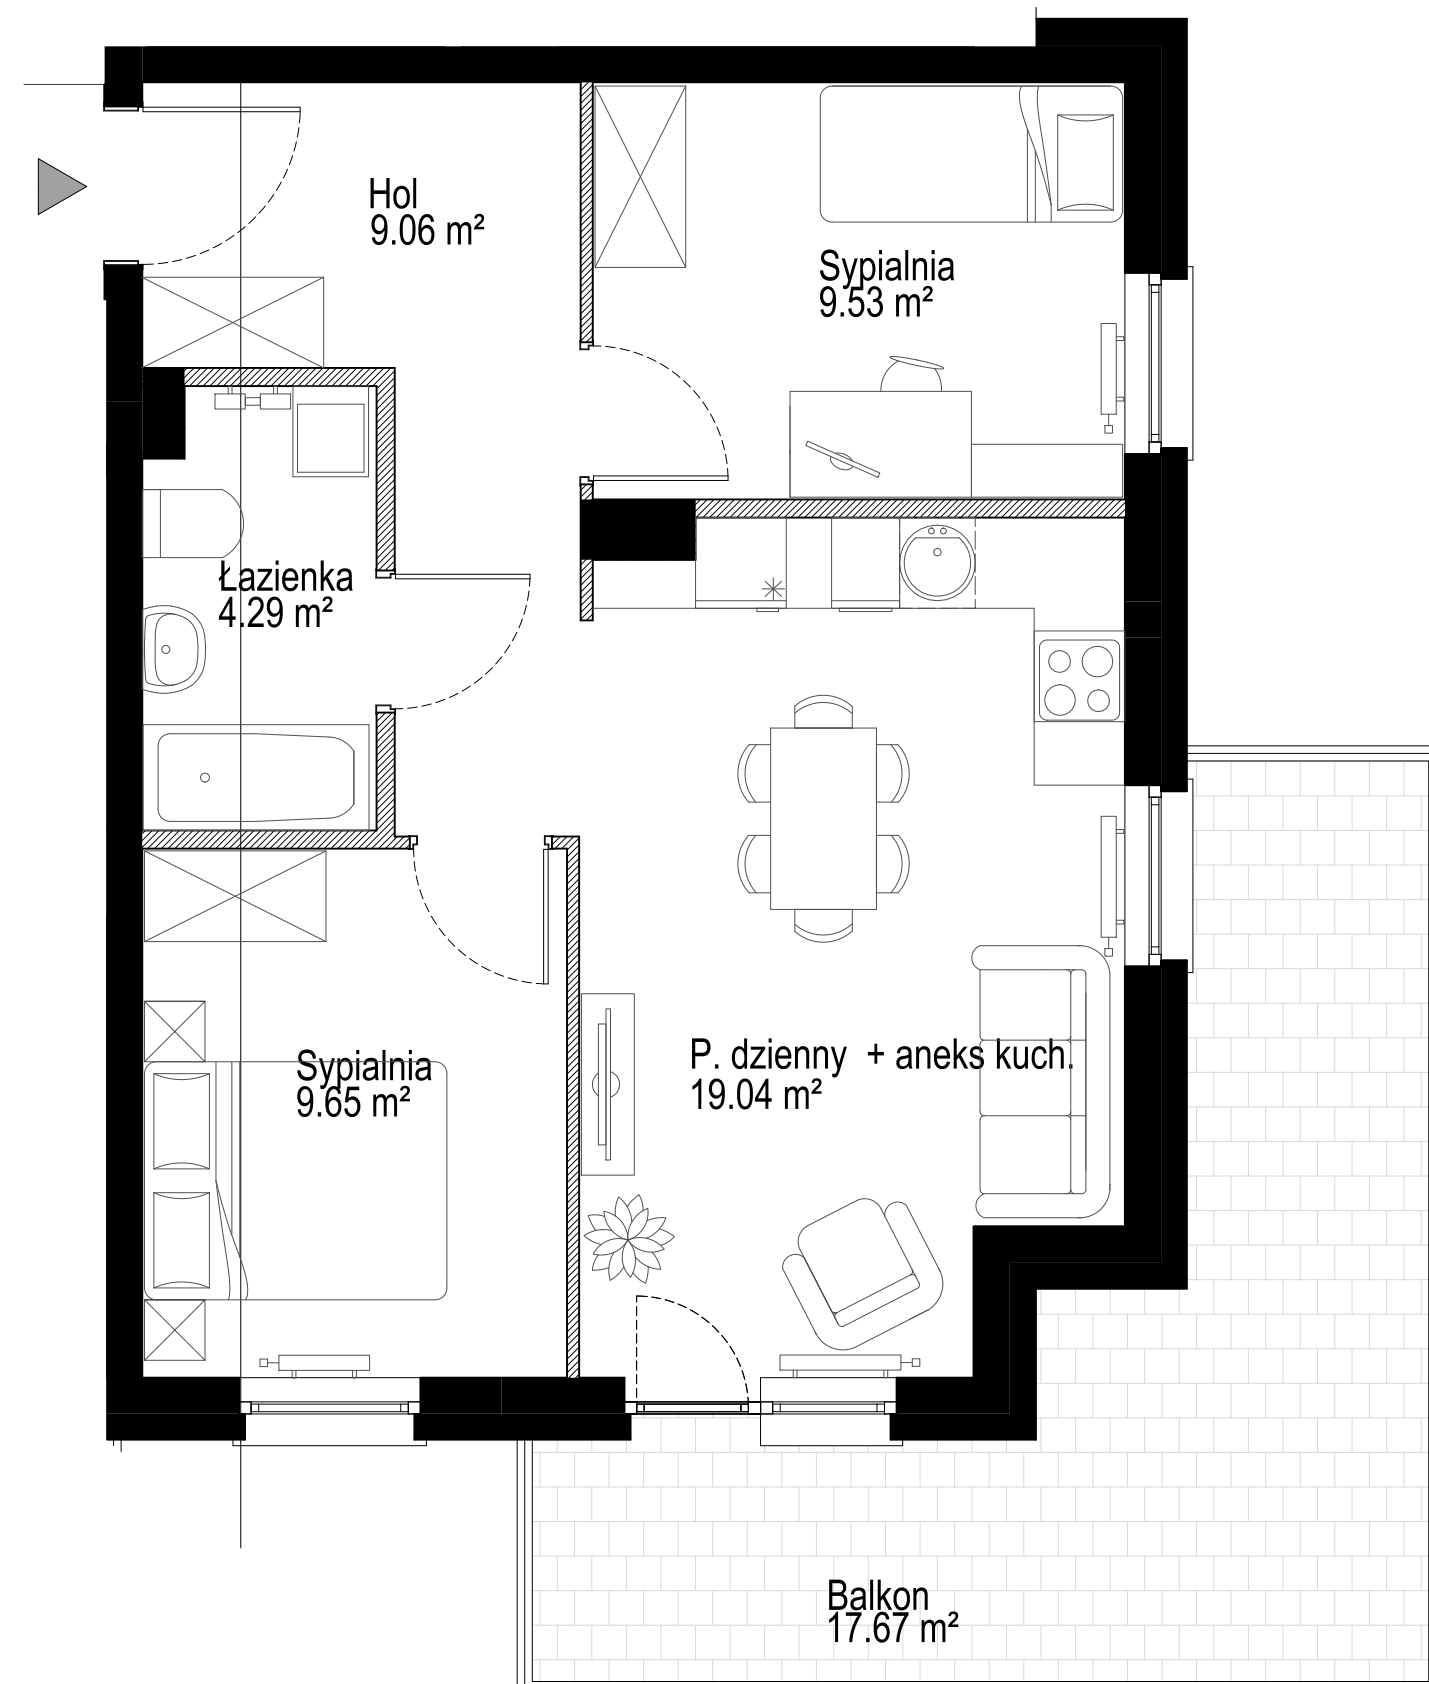 Hol
9.06 m²
Sypialnia
9.53 m²
Łazienka
4.29 m²
P. dzienny + aneks kuch.
19.04 m²
Sypialnia
9.65 m²
Balkon
17.67 m²